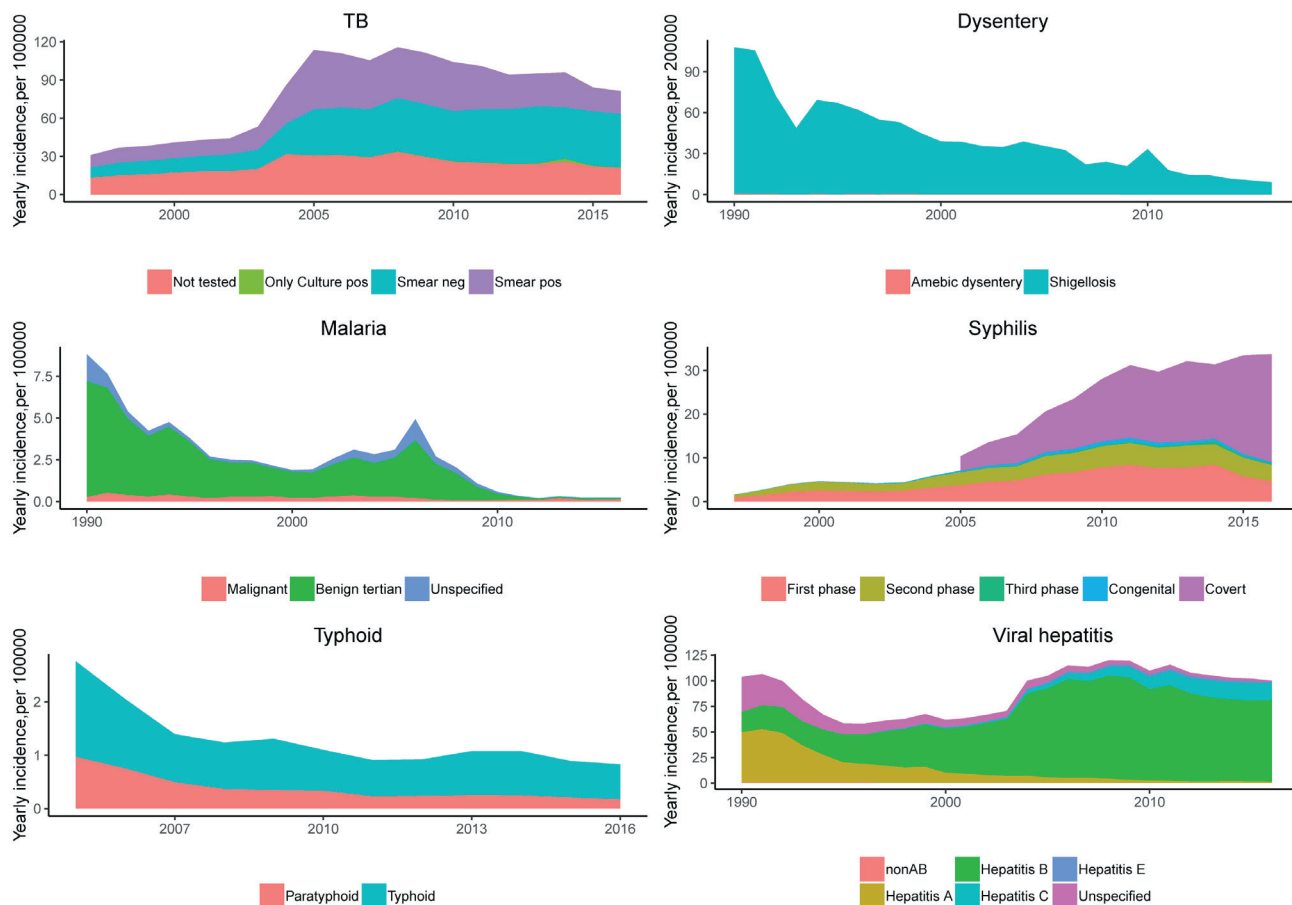 TB
Yearly incidence,per 100000
120
90
60
30
0
2000
2005
2010
2015
Not tested
Only Culture pos
Smear neg
Smear pos
Dysentery
Yearly incidence,per 200000
90
60
30
0
1990
2000
2010
Amebic dysentery
Shigellosis
Malaria
Yearly incidence,per 100000
7.5
5.0
2.5
0.0
1990
2000
2010
Malignant
Benign tertian
Unspecified
Syphilis
Yearly incidence,per 100000
30
20
10
0
2000
2005
2010
2015
First phase
Second phase
Third phase
Congenital
Covert
Typhoid
Yearly incidence,per 100000
2
1
0
2007
2010
2013
2016
Paratyphoid
Typhoid
Viral hepatitis
Yearly incidence,per 100000
125
100
75
50
25
0
1990
2000
2010
nonAB
Hepatitis B
Hepatitis E
Hepatitis A
Hepatitis C
Unspecified